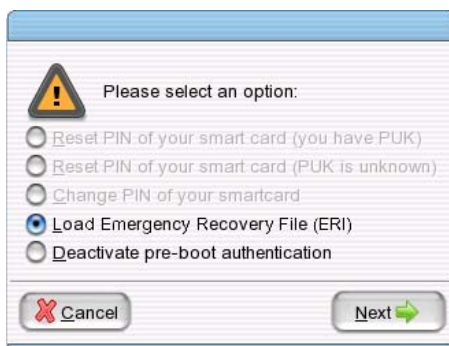 Please select an option:
Reset PIN of your smart card (you have PUK)
Reset PIN of your smart card (PUK is unknown)
Change PIN of your smartcard
Load Emergency Recovery File (ERI)
Deactivate pre-boot authentication
Cancel
Next